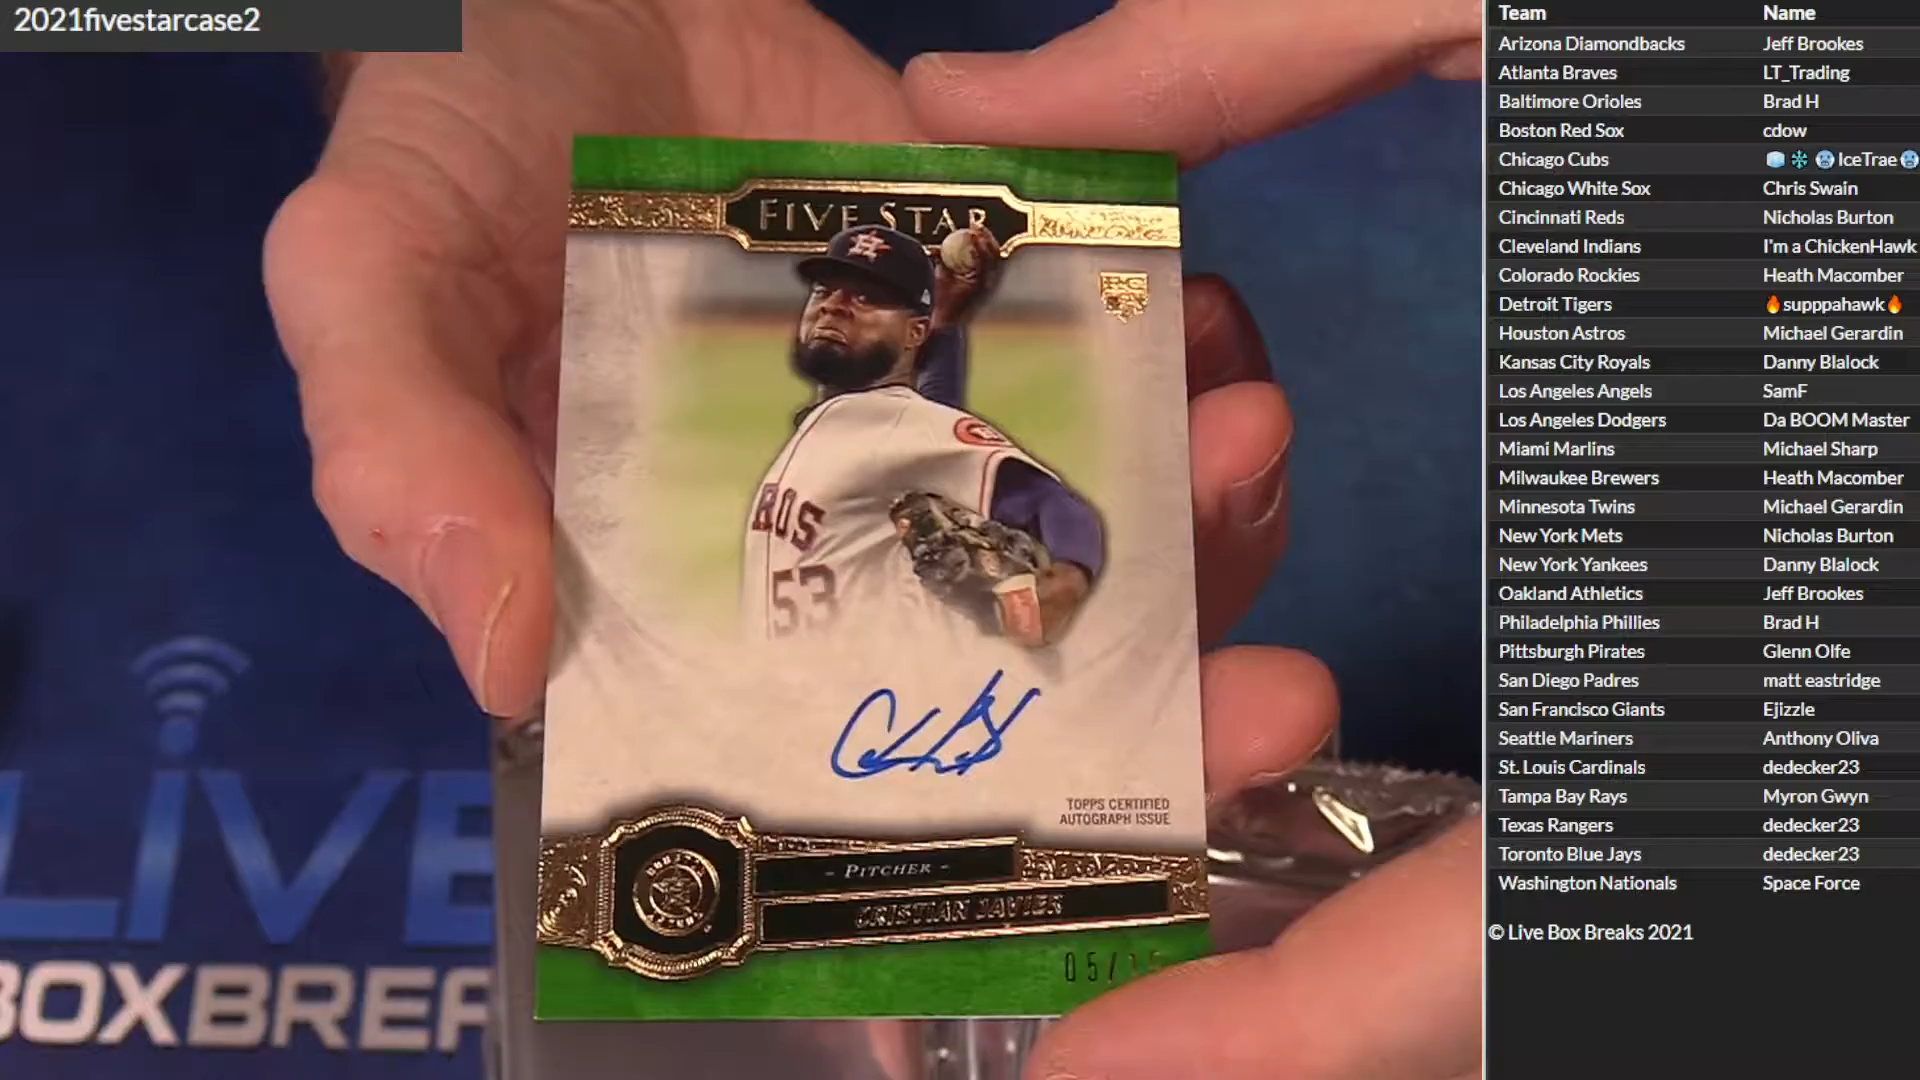 2021fivestarcase2
FIVE STAR
RC
ROS
53
TOPPS CERTIFIED
AUTOGRAPH ISSUE
- PITCHER -
CRISTIAN JAVIER
05/
LIVE
BOXBREA
Team Name
Arizona Diamondbacks Jeff Brookes
Atlanta Braves LT_Trading
Baltimore Orioles Brad H
Boston Red Sox cdow
Chicago Cubs IceTrae
Chicago White Sox Chris Swain
Cincinnati Reds Nicholas Burton
Cleveland Indians I'm a ChickenHawk
Colorado Rockies Heath Macomber
Detroit Tigers 🔥supppahawk🔥
Houston Astros Michael Gerardin
Kansas City Royals Danny Blalock
Los Angeles Angels SamF
Los Angeles Dodgers Da BOOM Master
Miami Marlins Michael Sharp
Milwaukee Brewers Heath Macomber
Minnesota Twins Michael Gerardin
New York Mets Nicholas Burton
New York Yankees Danny Blalock
Oakland Athletics Jeff Brookes
Philadelphia Phillies Brad H
Pittsburgh Pirates Glenn Olfe
San Diego Padres matt eastridge
San Francisco Giants Ejizzle
Seattle Mariners Anthony Oliva
St. Louis Cardinals dedecker23
Tampa Bay Rays Myron Gwyn
Texas Rangers dedecker23
Toronto Blue Jays dedecker23
Washington Nationals Space Force
© Live Box Breaks 2021